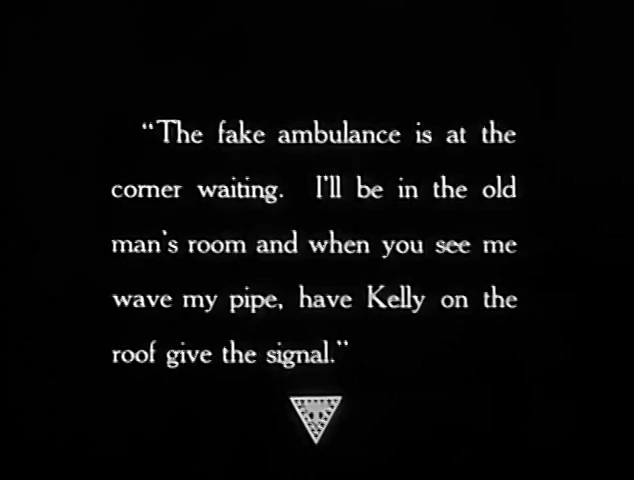 “The fake ambulance is at the
corner waiting. I'll be in the old
man's room and when you see me
wave my pipe, have Kelly on the
roof give the signal.”